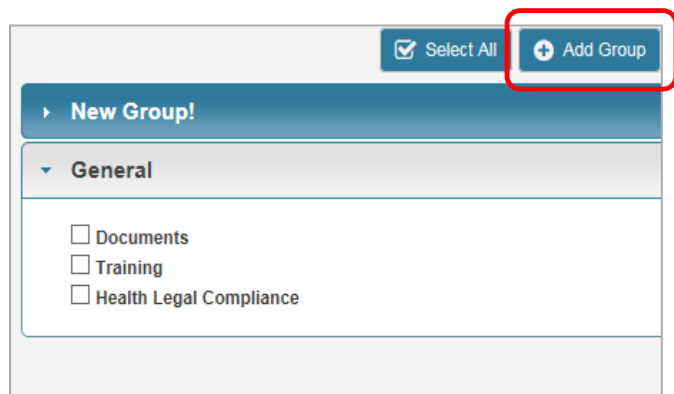 Select All Add Group
New Group!
General
Documents
Training
Health Legal Compliance